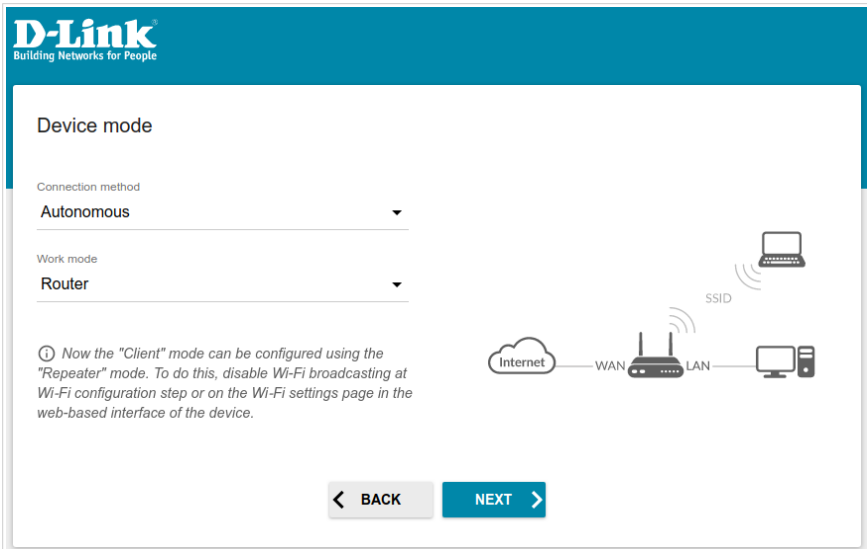 D-Link
Building Networks for People
Device mode
Connection method
Autonomous
Work mode
Router
Now the "Client" mode can be configured using the
"Repeater" mode. To do this, disable Wi-Fi broadcasting at
Wi-Fi configuration step or on the Wi-Fi settings page in the
web-based interface of the device.
SSID
Internet
WAN
LAN
BACK
NEXT